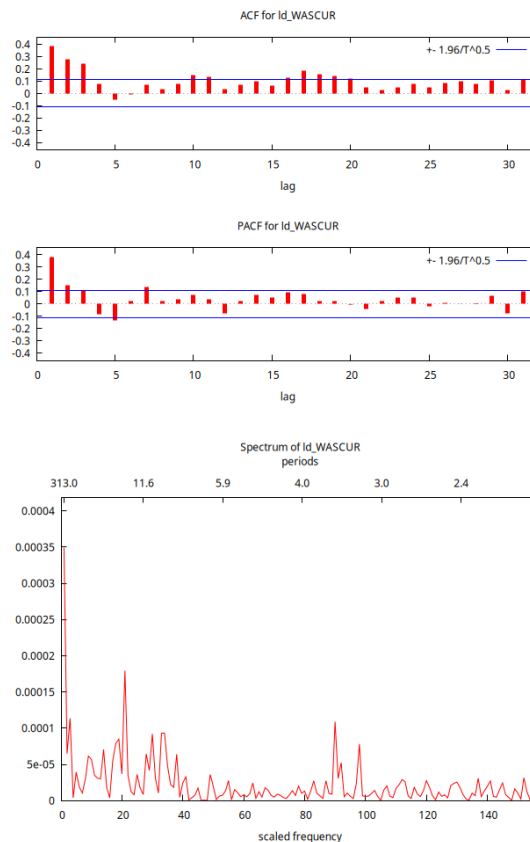 ACF for ld_WASCUR
+- 1.96/T^0.5
0.4
0.3
0.2
0.1
0
-0.1
-0.2
-0.3
-0.4
0 5 10 15 20 25 30
lag
PACF for ld_WASCUR
+- 1.96/T^0.5
0.4
0.3
0.2
0.1
0
-0.1
-0.2
-0.3
-0.4
0 5 10 15 20 25 30
lag
Spectrum of ld_WASCUR
periods
313.0 11.6 5.9 4.0 3.0 2.4
0.0004
0.00035
0.0003
0.00025
0.0002
0.00015
0.0001
5e-05
0
0 20 40 60 80 100 120 140
scaled frequency